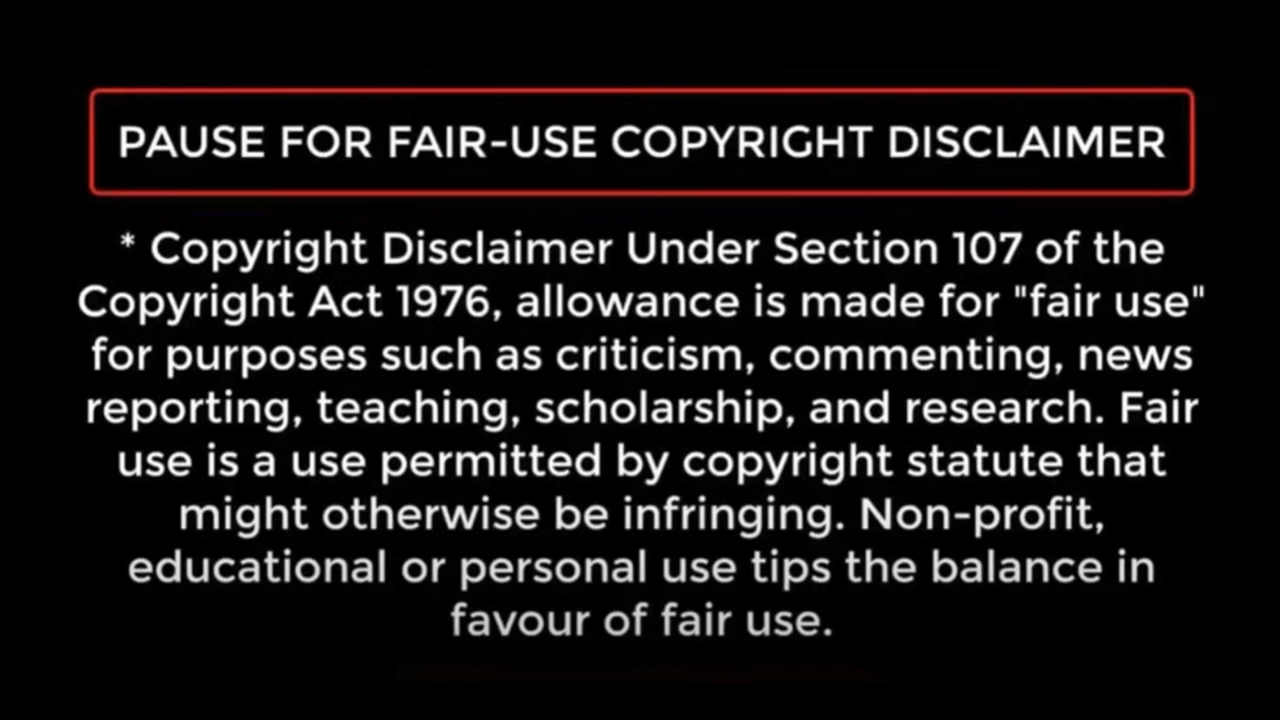 PAUSE FOR FAIR-USE COPYRIGHT DISCLAIMER
* Copyright Disclaimer Under Section 107 of the
Copyright Act 1976, allowance is made for "fair use"
for purposes such as criticism, commenting, news
reporting, teaching, scholarship, and research. Fair
use is a use permitted by copyright statute that
might otherwise be infringing. Non-profit,
educational or personal use tips the balance in
favour of fair use.